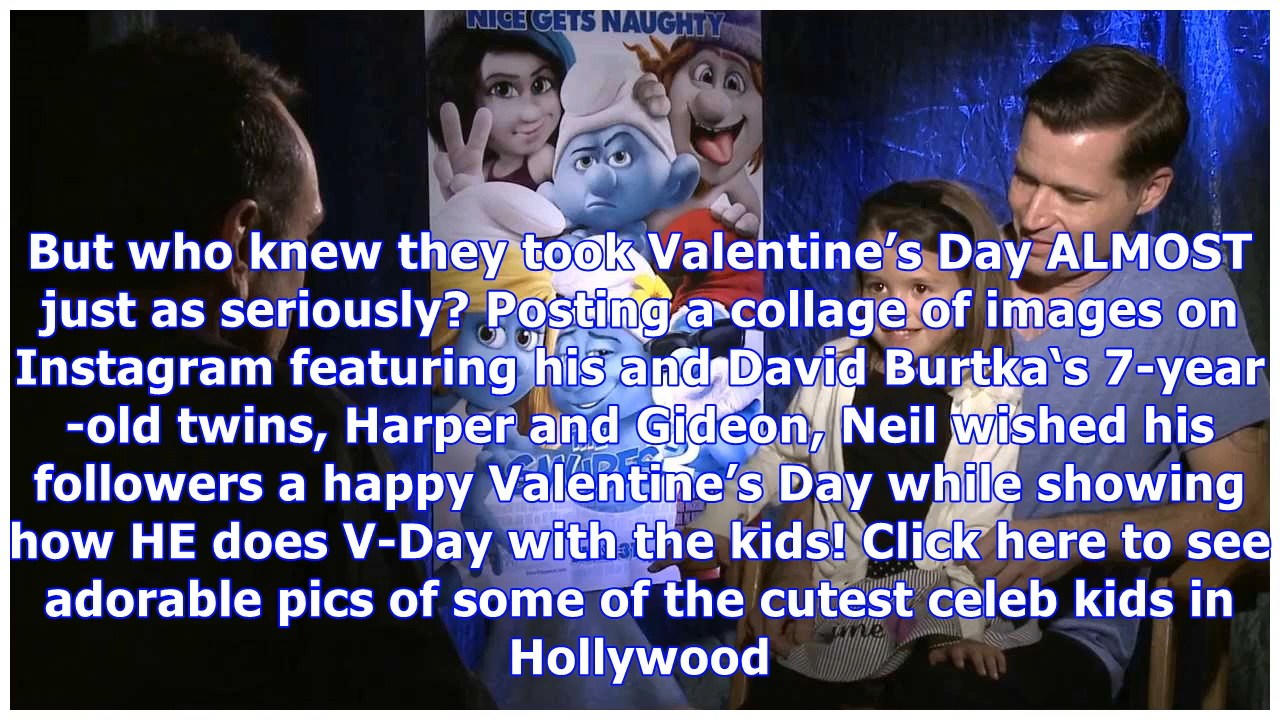 NICE GETS NAUGHTY
But who knew they took Valentine’s Day ALMOST
just as seriously? Posting a collage of images on
Instagram featuring his and David Burtka‘s 7-year
-old twins, Harper and Gideon, Neil wished his
followers a happy Valentine’s Day while showing
how HE does V-Day with the kids! Click here to see
adorable pics of some of the cutest celeb kids in
Hollywood